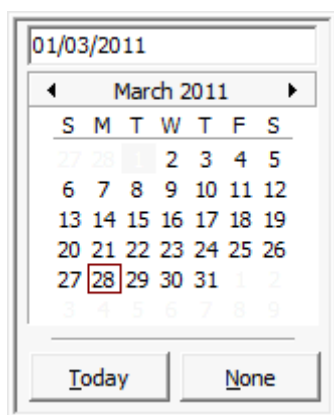 01/03/2011
March 2011
S M T W T F S
27 28 1 2 3 4 5
6 7 8 9 10 11 12
13 14 15 16 17 18 19
20 21 22 23 24 25 26
27 28 29 30 31 1 2
3 4 5 6 7 8 9
Today None